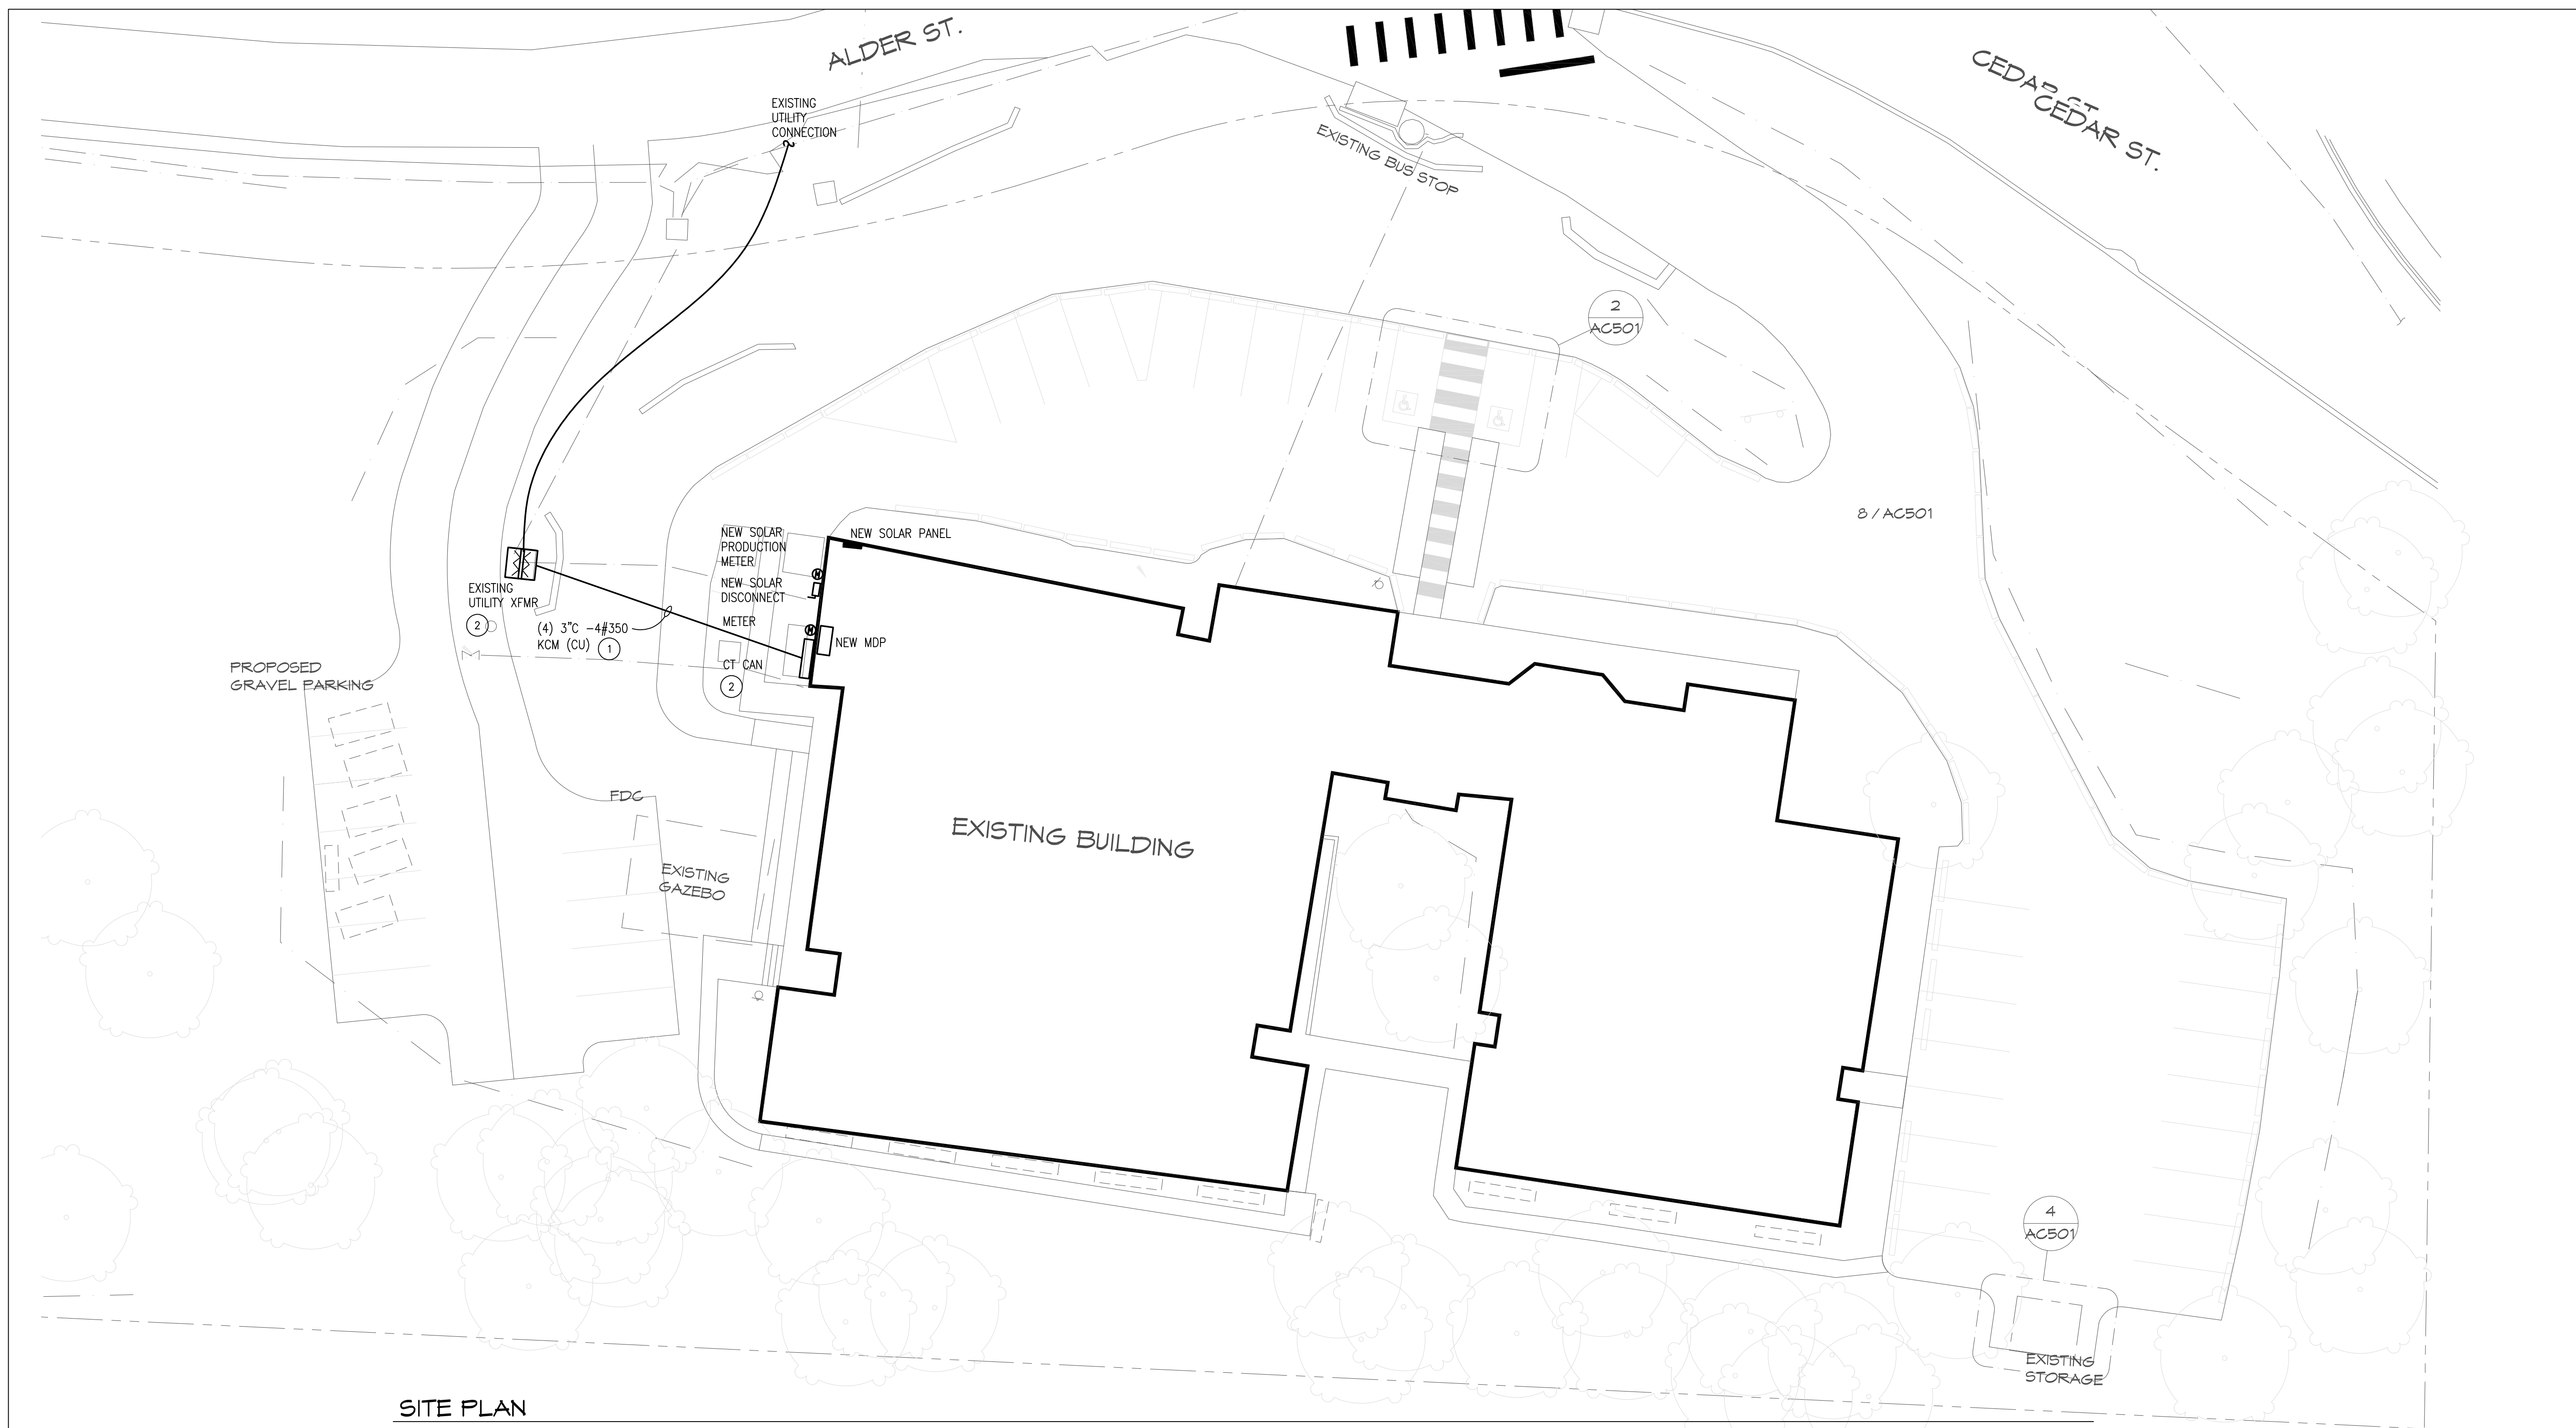 ALDER ST.
CEDAR ST.
CEDAR ST.
EXISTING
UTILITY
CONNECTION
EXISTING BUS STOP
2
AC501
8 / AC501
NEW SOLAR
PRODUCTION
METER
NEW SOLAR PANEL
NEW SOLAR
DISCONNECT
EXISTING
UTILITY XFMR
2
(4) 3"C -4#350
KCM (CU) 1
METER
NEW MDP
CT CAN
2
PROPOSED
GRAVEL PARKING
FDC
EXISTING BUILDING
EXISTING
GAZEBO
4
AC501
EXISTING
STORAGE
SITE PLAN